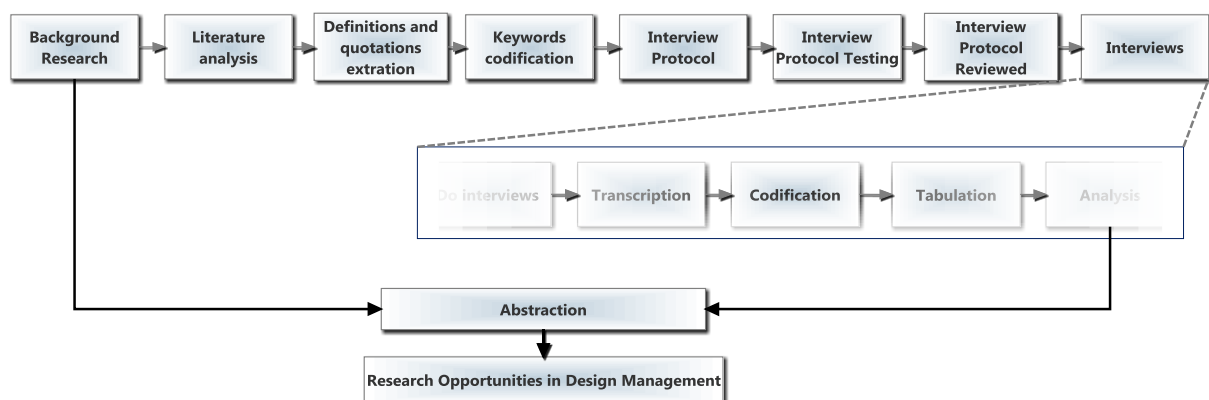 Background
Research
Literature
analysis
Definitions and
quotations
extration
Keywords
codification
Interview
Protocol
Interview
Protocol Testing
Interview
Protocol
Reviewed
Interviews
Do interviews
Transcription
Codification
Tabulation
Analysis
Abstraction
Research Opportunities in Design Management